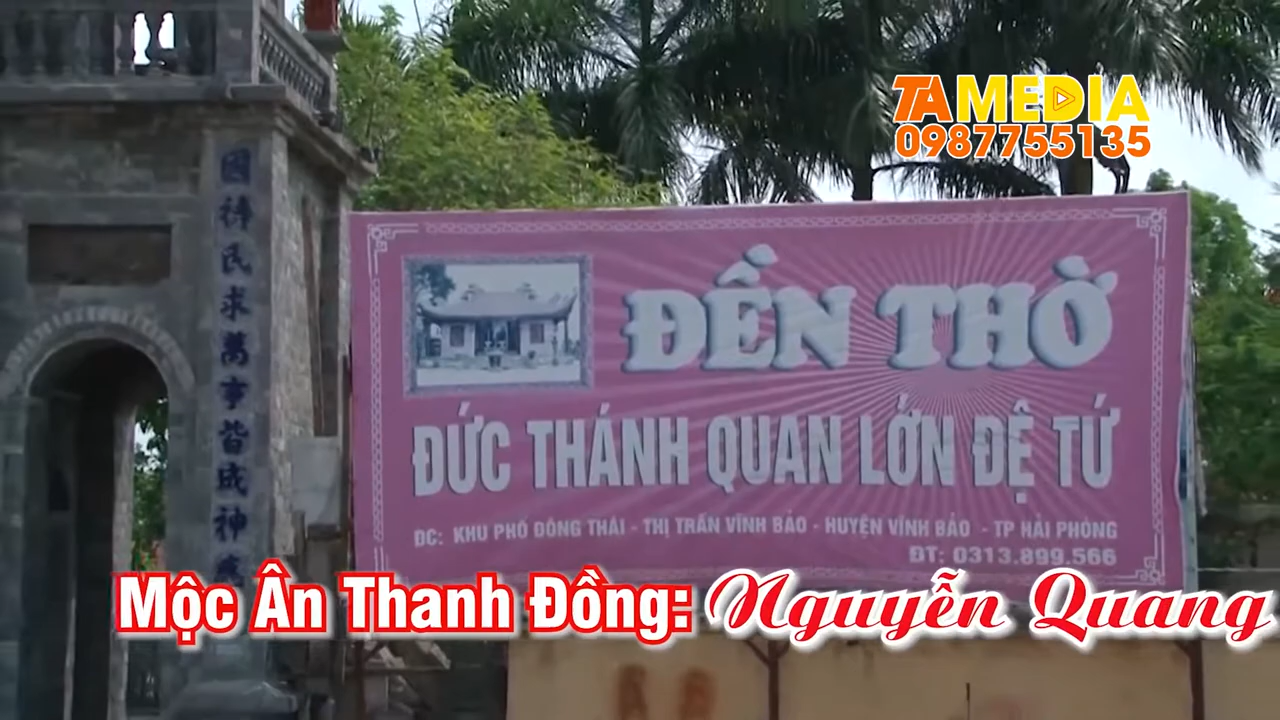 TAMEDIA
0987755135
國禱民求萬事皆成神
ĐỀN THỜ
ĐỨC THÁNH QUAN LỚN ĐỆ TỨ
ĐC: KHU PHỐ ĐÔNG THÁI - THỊ TRẤN VĨNH BẢO - HUYỆN VĨNH BẢO - TP HẢI PHÒNG
ĐT: 0313.899.566
Mộc Ân Thanh Đồng: Nguyễn Quang